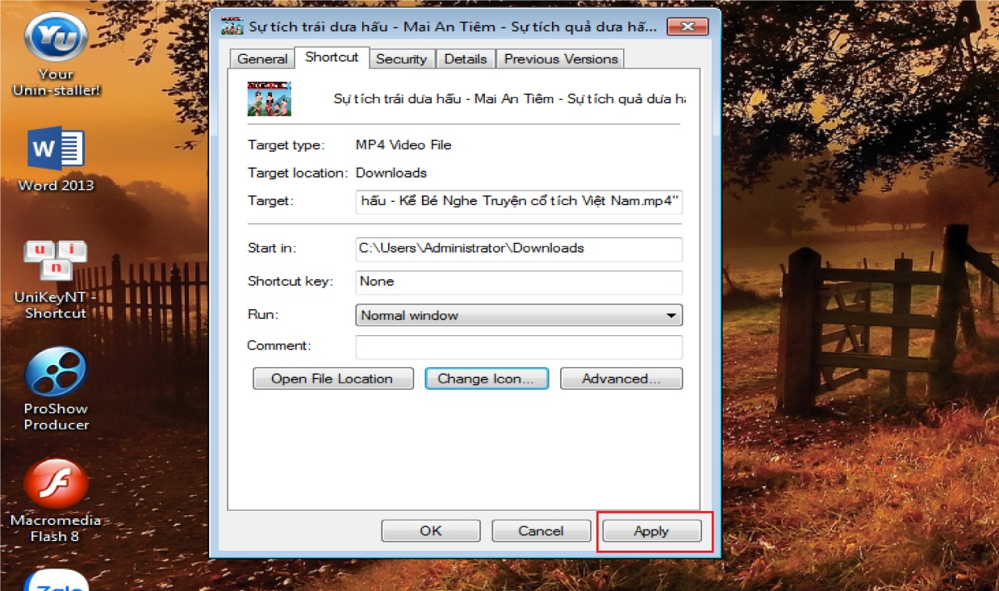 Your
Unin-staller!
Word 2013
UniKeyNT -
Shortcut
ProShow
Producer
Macromedia
Flash 8
Zalo
Sự tích trái dưa hấu - Mai An Tiêm - Sự tích quả dưa hấ...
General
Shortcut
Security
Details
Previous Versions
Sự tích trái dưa hấu - Mai An Tiêm - Sự tích quả dưa hấ
Target type: MP4 Video File
Target location: Downloads
Target: hấu - Kể Bé Nghe Truyện cổ tích Việt Nam.mp4"
Start in: C:\Users\Administrator\Downloads
Shortcut key: None
Run: Normal window
Comment:
Open File Location
Change Icon...
Advanced...
OK
Cancel
Apply